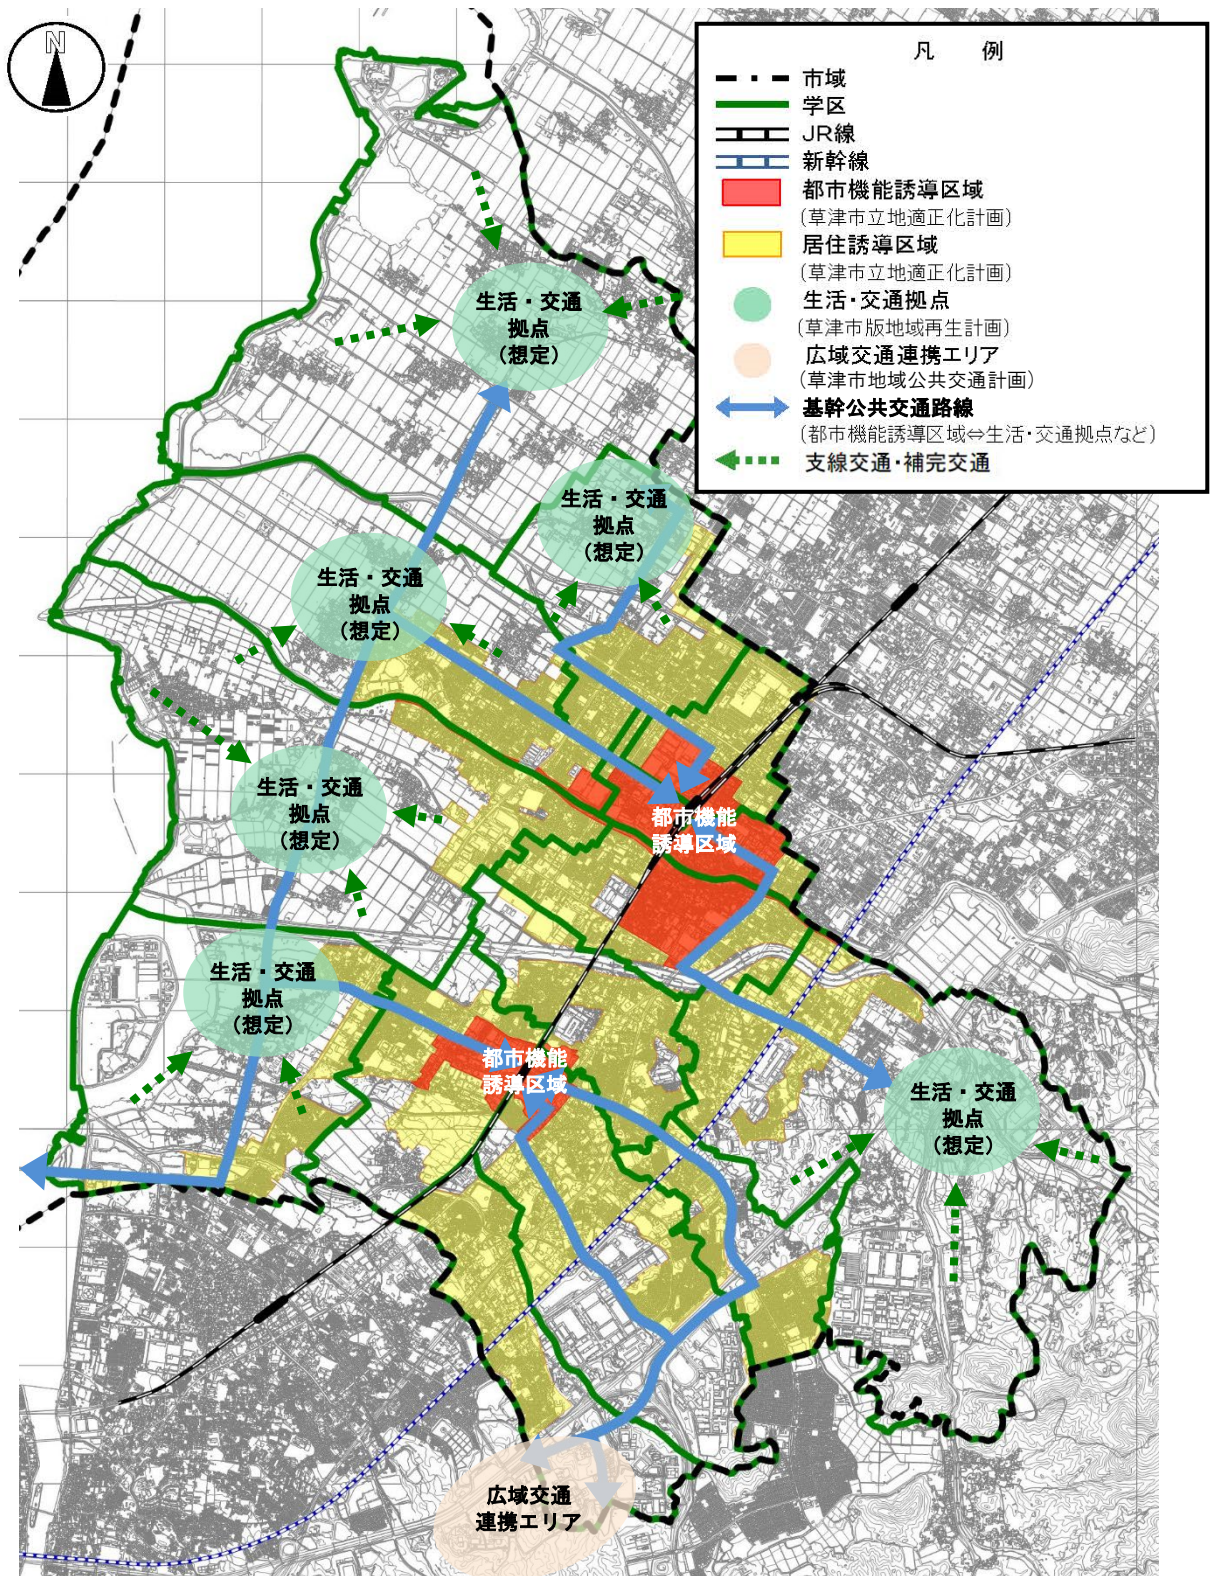 N
凡 例
市域
学区
JR線
新幹線
都市機能誘導区域
(草津市立地適正化計画)
居住誘導区域
(草津市立地適正化計画)
生活・交通拠点
(草津市版地域再生計画)
広域交通連携エリア
(草津市地域公共交通計画)
基幹公共交通路線
(都市機能誘導区域⇔生活・交通拠点など)
支線交通・補完交通
生活・交通
拠点
(想定)
生活・交通
拠点
(想定)
生活・交通
拠点
(想定)
生活・交通
拠点
(想定)
都市機能
誘導区域
生活・交通
拠点
(想定)
都市機能
誘導区域
生活・交通
拠点
(想定)
広域交通
連携エリア